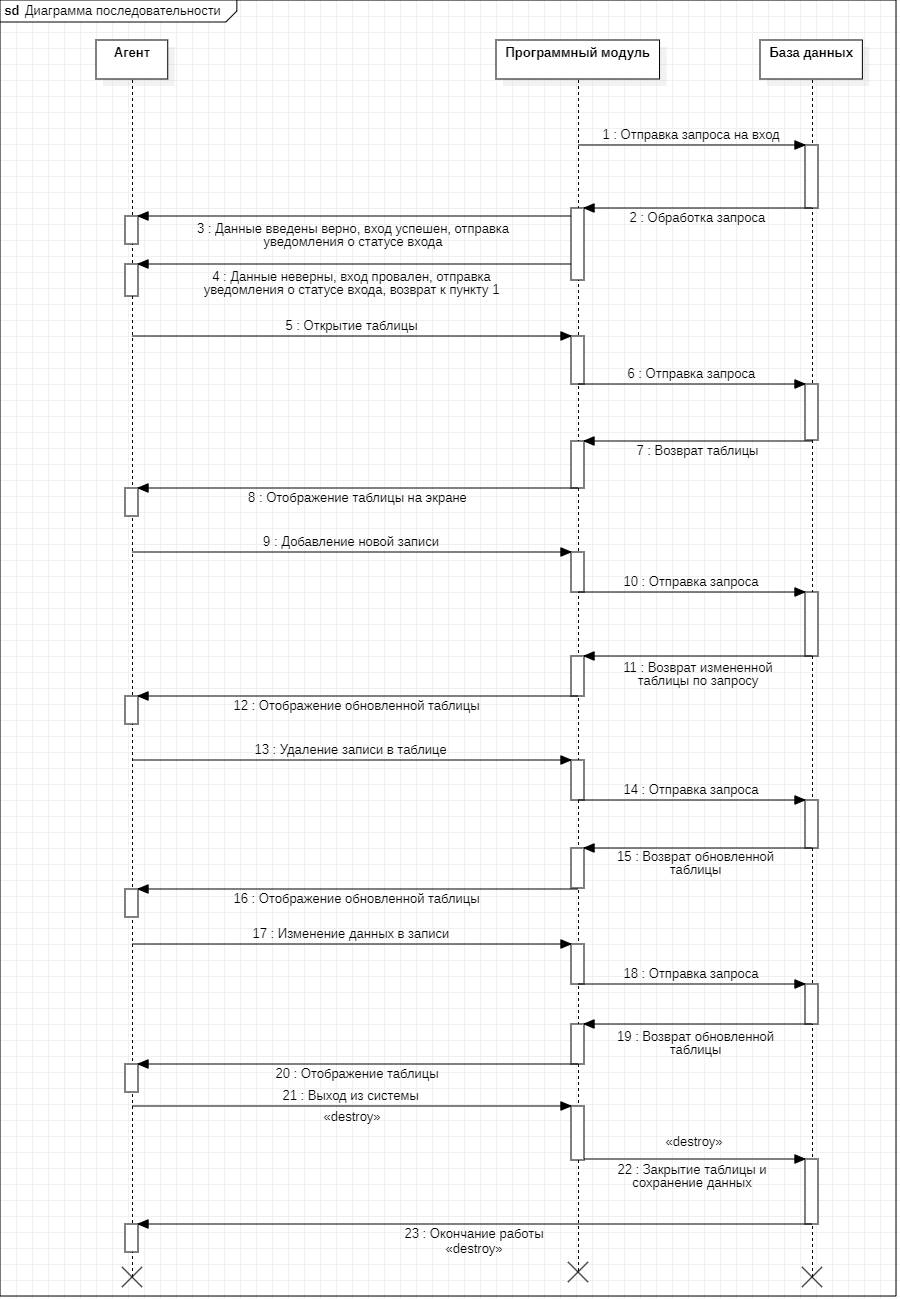 sd Диаграмма последовательности
Агент
Программный модуль
База данных
1 : Отправка запроса на вход
2 : Обработка запроса
3 : Данные введены верно, вход успешен, отправка
уведомления о статусе входа
4 : Данные неверны, вход провален, отправка
уведомления о статусе входа, возврат к пункту 1
5 : Открытие таблицы
6 : Отправка запроса
7 : Возврат таблицы
8 : Отображение таблицы на экране
9 : Добавление новой записи
10 : Отправка запроса
11 : Возврат измененной
таблицы по запросу
12 : Отображение обновленной таблицы
13 : Удаление записи в таблице
14 : Отправка запроса
15 : Возврат обновленной
таблицы
16 : Отображение обновленной таблицы
17 : Изменение данных в записи
18 : Отправка запроса
19 : Возврат обновленной
таблицы
20 : Отображение таблицы
21 : Выход из системы
«destroy»
«destroy»
22 : Закрытие таблицы и
сохранение данных
23 : Окончание работы
«destroy»